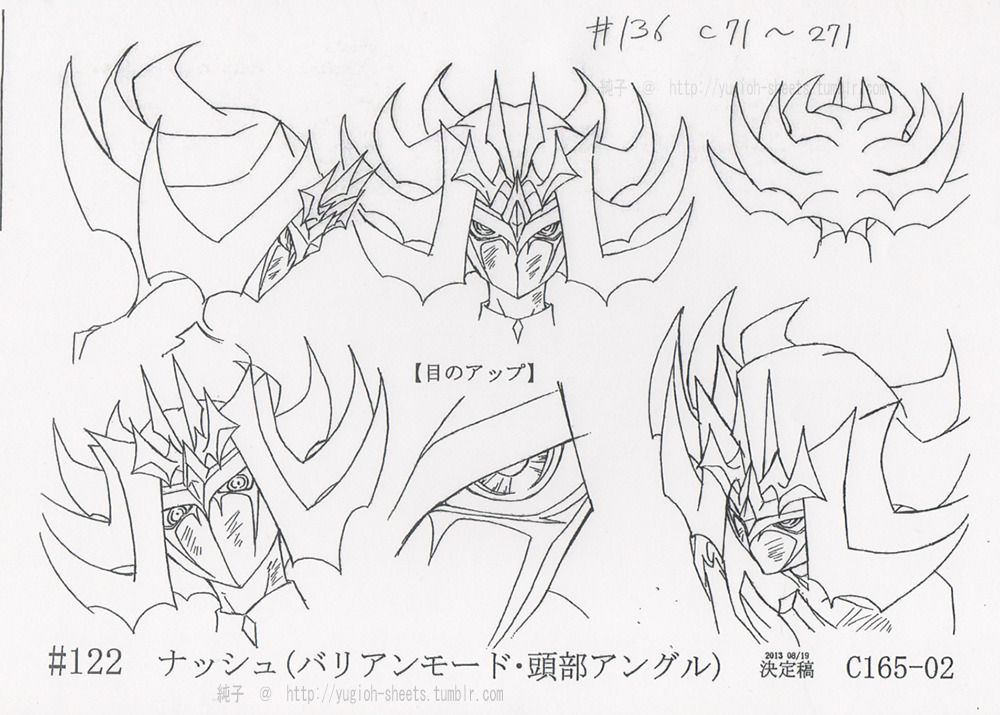 #136 C71～271
純子 @ http://yugioh-sheets.tumblr.com
【目のアップ】
#122 ナッシュ(バリアンモード・頭部アングル) 2013 08/19 決定稿 C165-02
純子 @ http://yugioh-sheets.tumblr.com